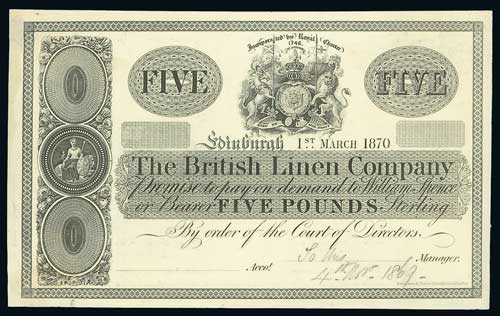 Incorporated by Royal Charter
1746.
FIVE
FIVE
Edinburgh 1ST MARCH 1870
The British Linen Company
Promise to pay on demand to William Spence
or Bearer FIVE POUNDS Sterling
By order of the Court of Directors.
Manager.
Acct.
4th Novr. 1869